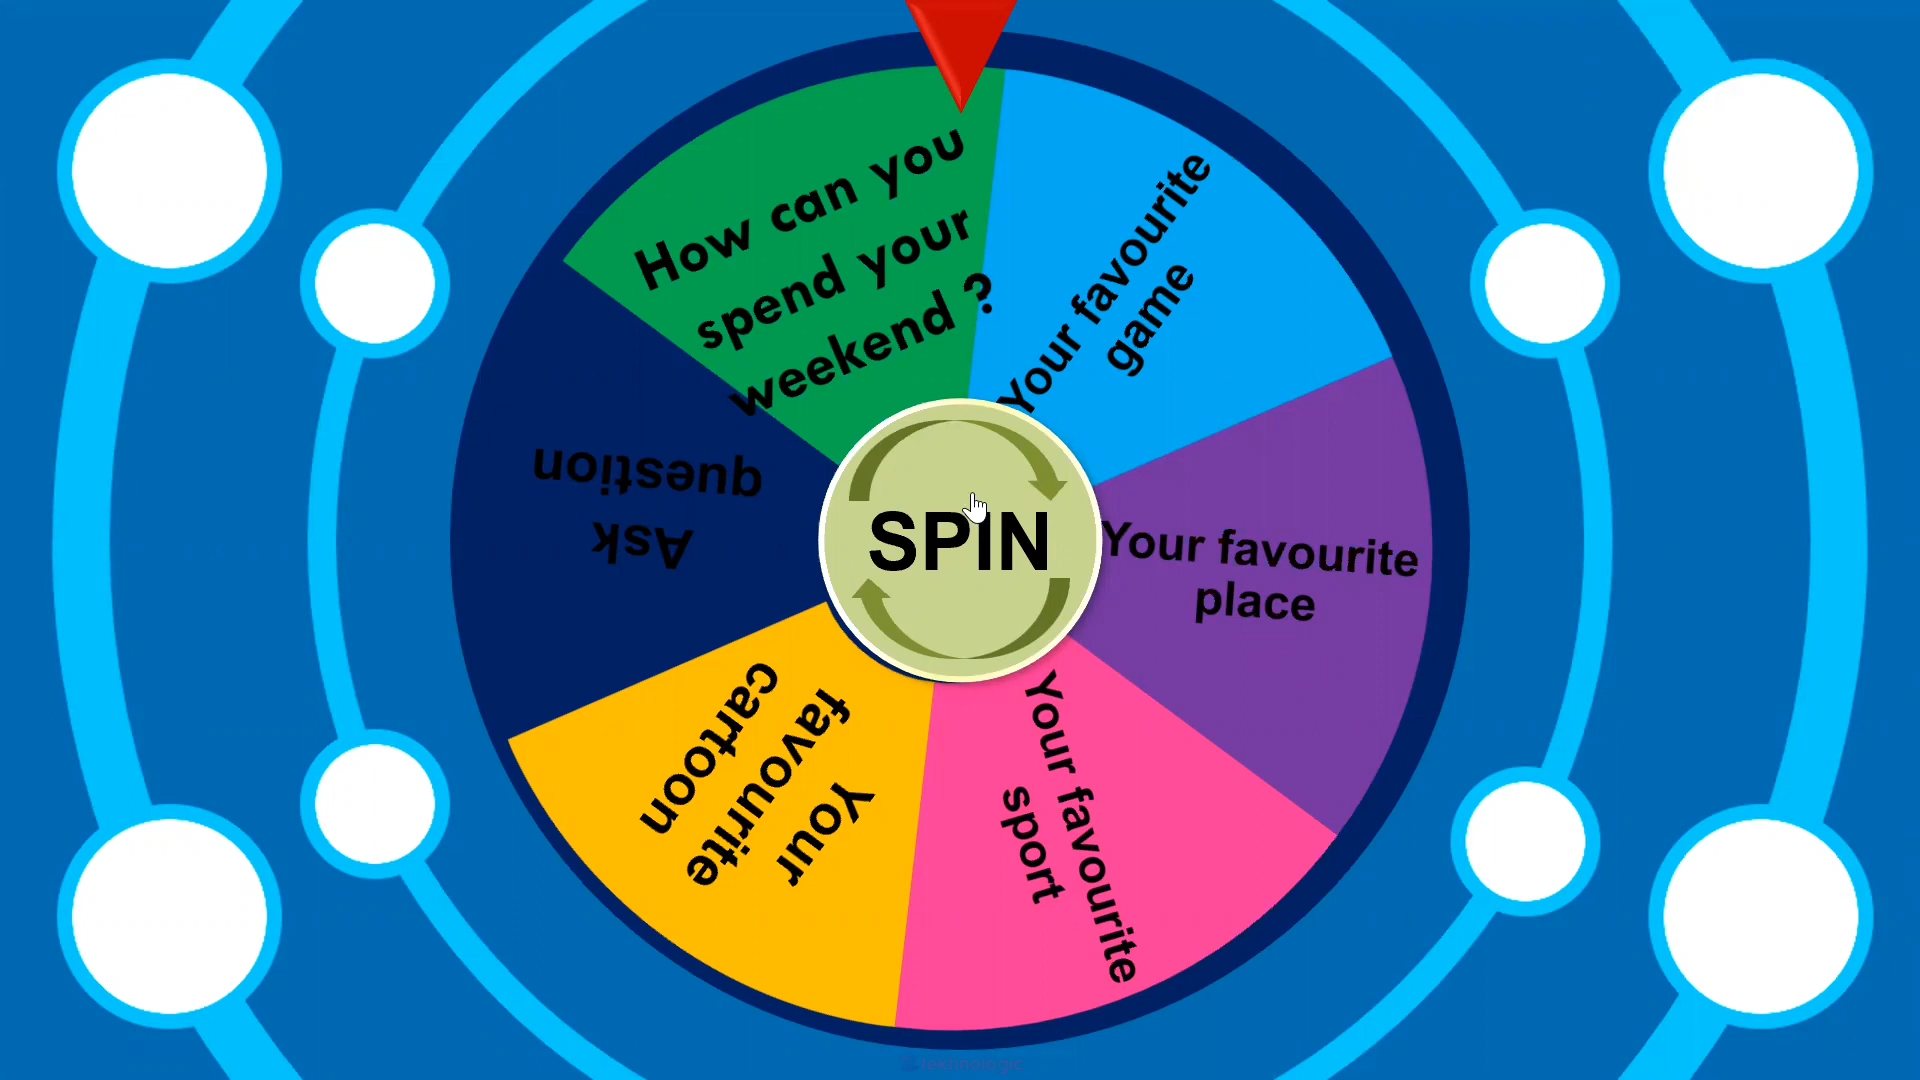 How can you
spend your
weekend ?
Your favourite
game
Your favourite
place
Your favourite
sport
Your
favourite
cartoon
Ask
question
SPIN
tekhnologic